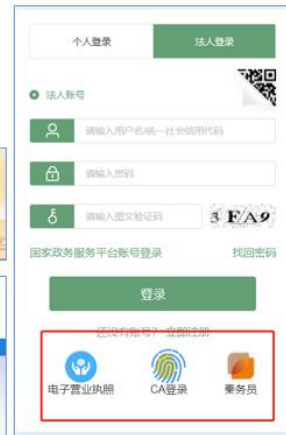 个人登录 法人登录
法人账号
请输入用户名/统一社会信用代码
请输入密码
请输入图文验证码 3 FA9
国家政务服务平台账号登录 找回密码
登录
还没有账号? 立即注册
电子营业执照 CA登录 秦务员